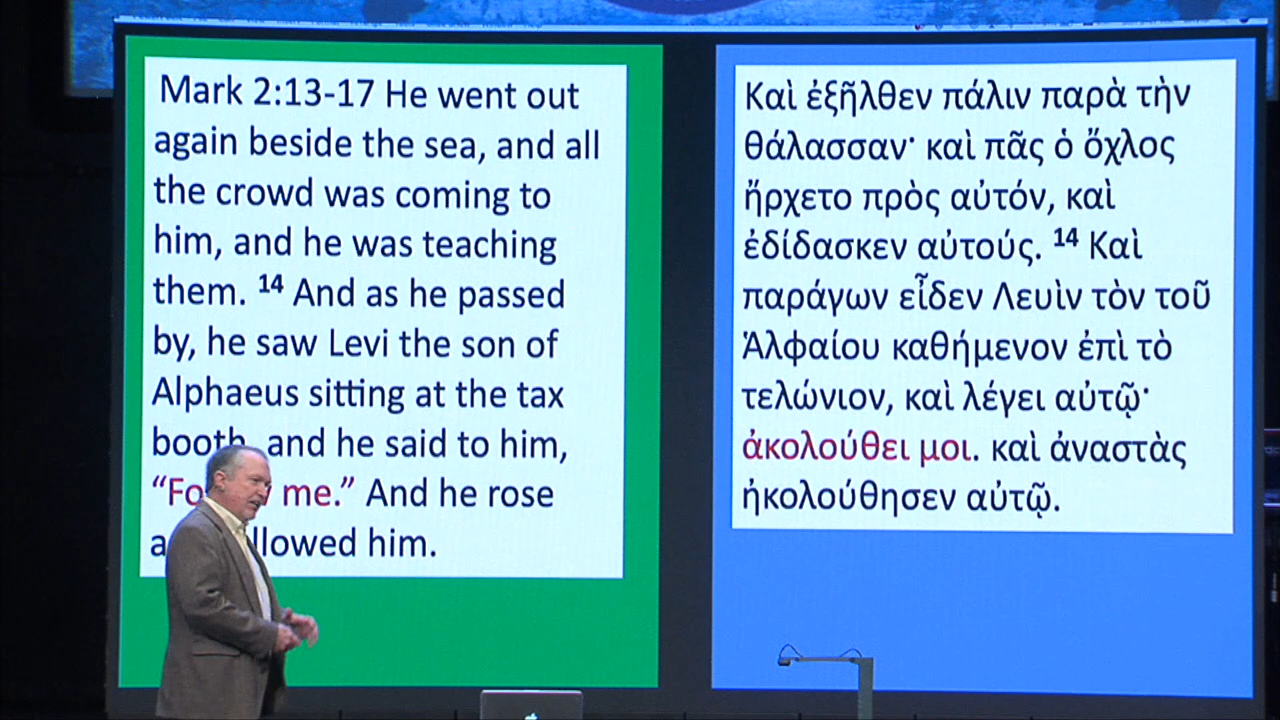 Mark 2:13-17 He went out
again beside the sea, and all
the crowd was coming to
him, and he was teaching
them. 14 And as he passed
by, he saw Levi the son of
Alphaeus sitting at the tax
booth, and he said to him,
me.” And he rose
him.
Καὶ ἐξῆλθεν πάλιν παρὰ τὴν
θάλασσαν· καὶ πᾶς ὁ ὄχλος
ἤρχετο πρὸς αὐτόν, καὶ
ἐδίδασκεν αὐτούς. 14 Καὶ
παράγων εἶδεν Λευὶν τὸν τοῦ
Ἁλφαίου καθήμενον ἐπὶ τὸ
τελώνιον, καὶ λέγει αὐτῷ·
ἀκολούθει μοι. καὶ ἀναστὰς
ἠκολούθησεν αὐτῷ.